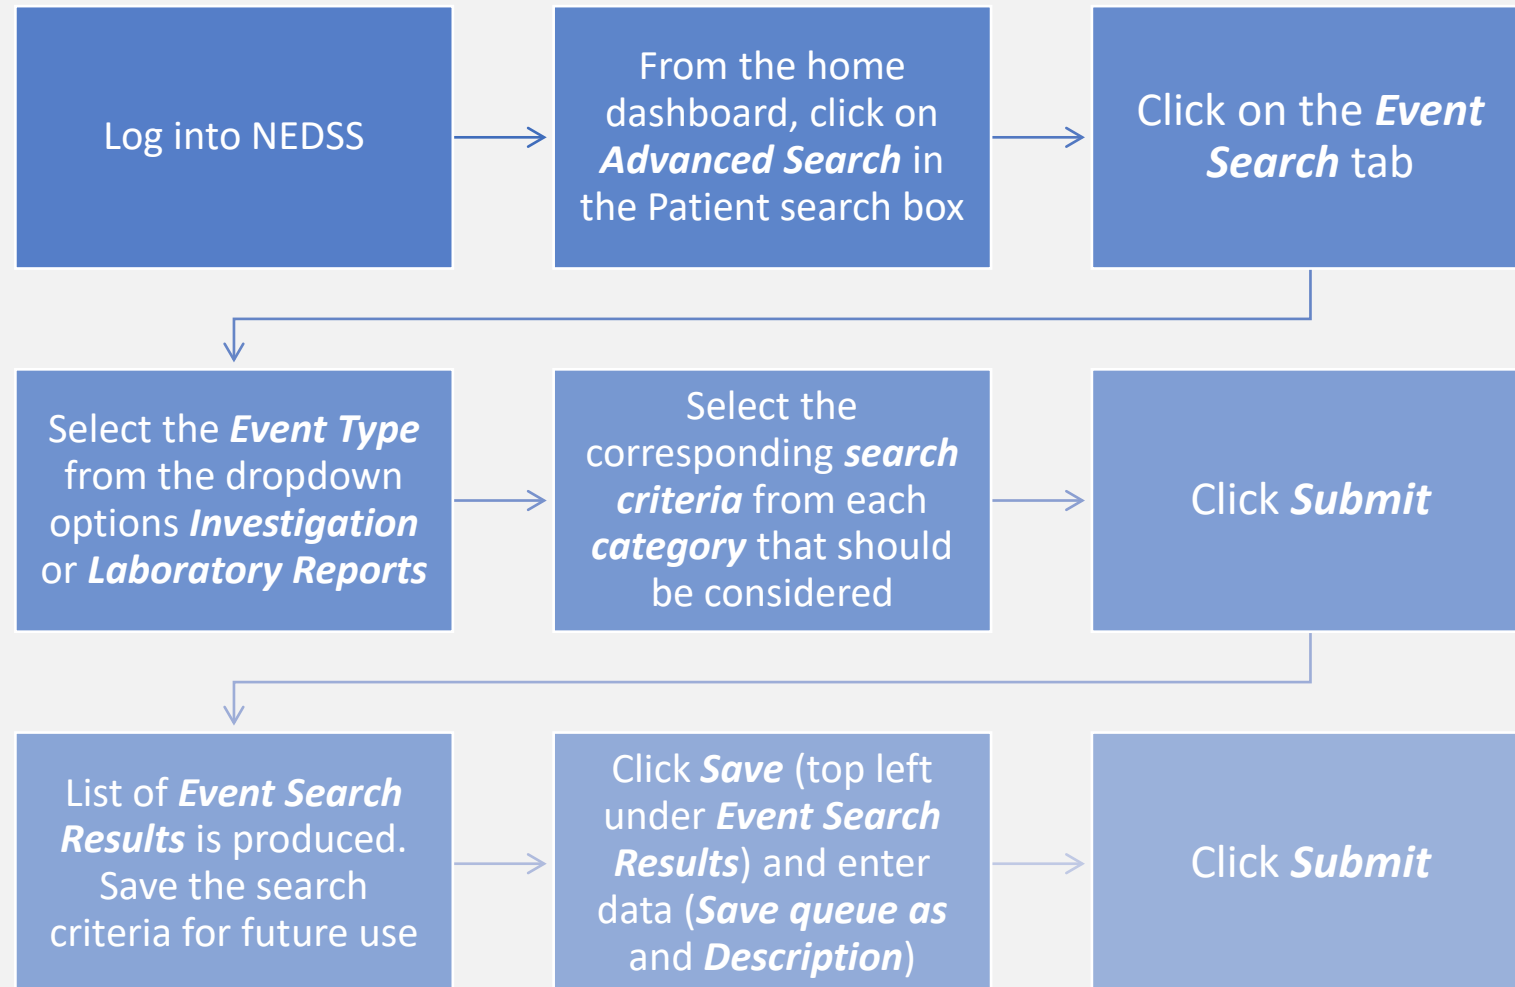 Log into NEDSS
From the home
dashboard, click on
Advanced Search in
the Patient search box
Click on the Event
Search tab
Select the Event Type
from the dropdown
options Investigation
or Laboratory Reports
Select the
corresponding search
criteria from each
category that should
be considered
Click Submit
List of Event Search
Results is produced.
Save the search
criteria for future use
Click Save (top left
under Event Search
Results) and enter
data (Save queue as
and Description)
Click Submit